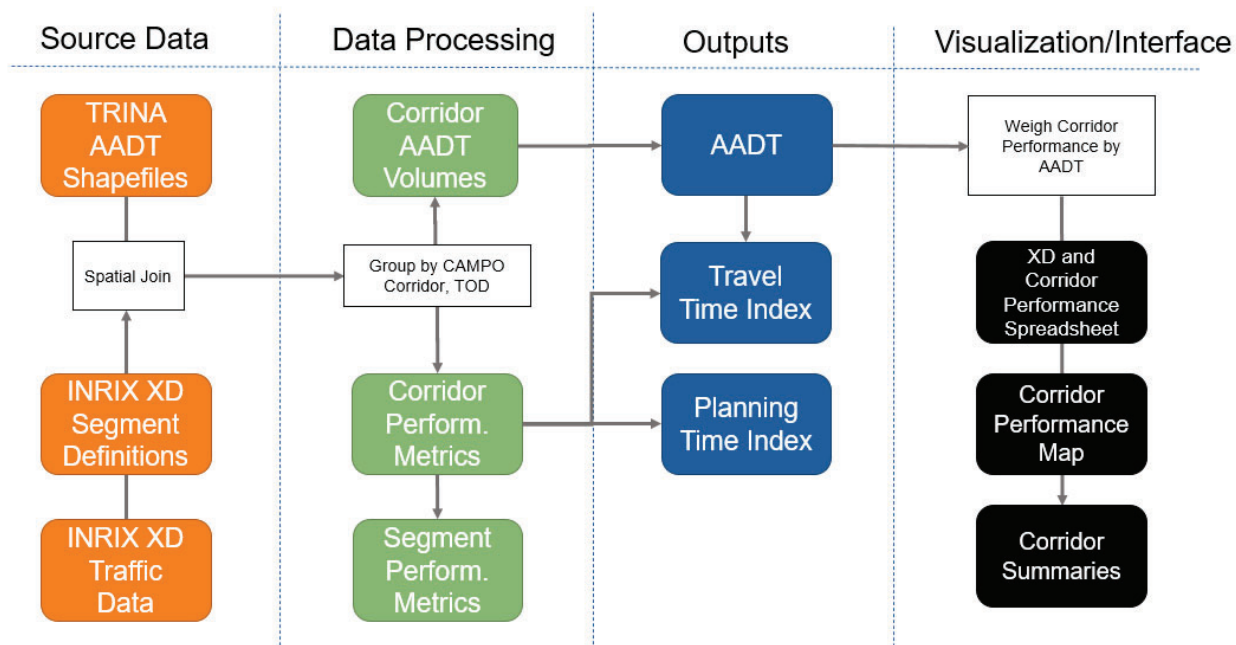 Source Data
Data Processing
Outputs
Visualization/Interface
TRINA
AADT
Shapefiles
Spatial Join
INRIX XD
Segment
Definitions
INRIX XD
Traffic
Data
Corridor
AADT
Volumes
Group by CAMPO
Corridor, TOD
Corridor
Perform.
Metrics
Segment
Perform.
Metrics
AADT
Travel
Time Index
Planning
Time Index
Weigh Corridor
Performance by
AADT
XD and
Corridor
Performance
Spreadsheet
Corridor
Performance
Map
Corridor
Summaries